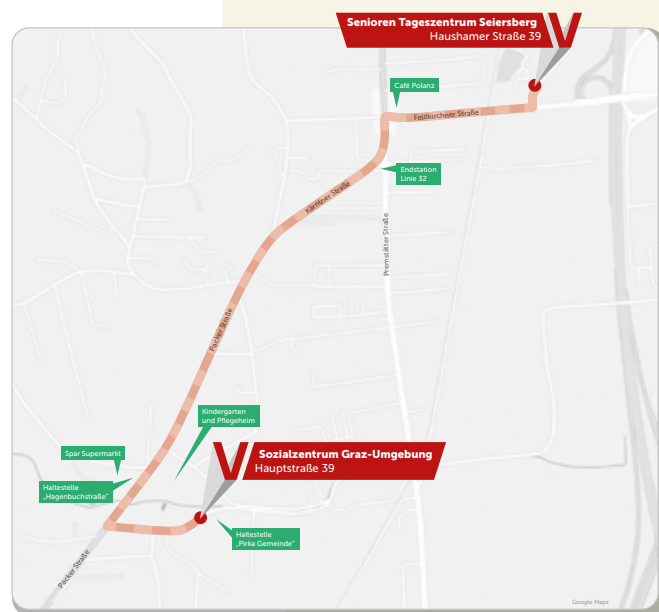 Senioren Tageszentrum Seiersberg
Haushamer Straße 39
Café Polanz
Feldkirchner Straße
Endstation
Linie 32
Kärntner Straße
Premstätter Straße
Packer Straße
Kindergarten
und Pflegeheim
Spar Supermarkt
Sozialzentrum Graz-Umgebung
Hauptstraße 39
Haltestelle
„Hagenbuchstraße"
Haltestelle
„Pirka Gemeinde"
Packer Straße
Google Maps